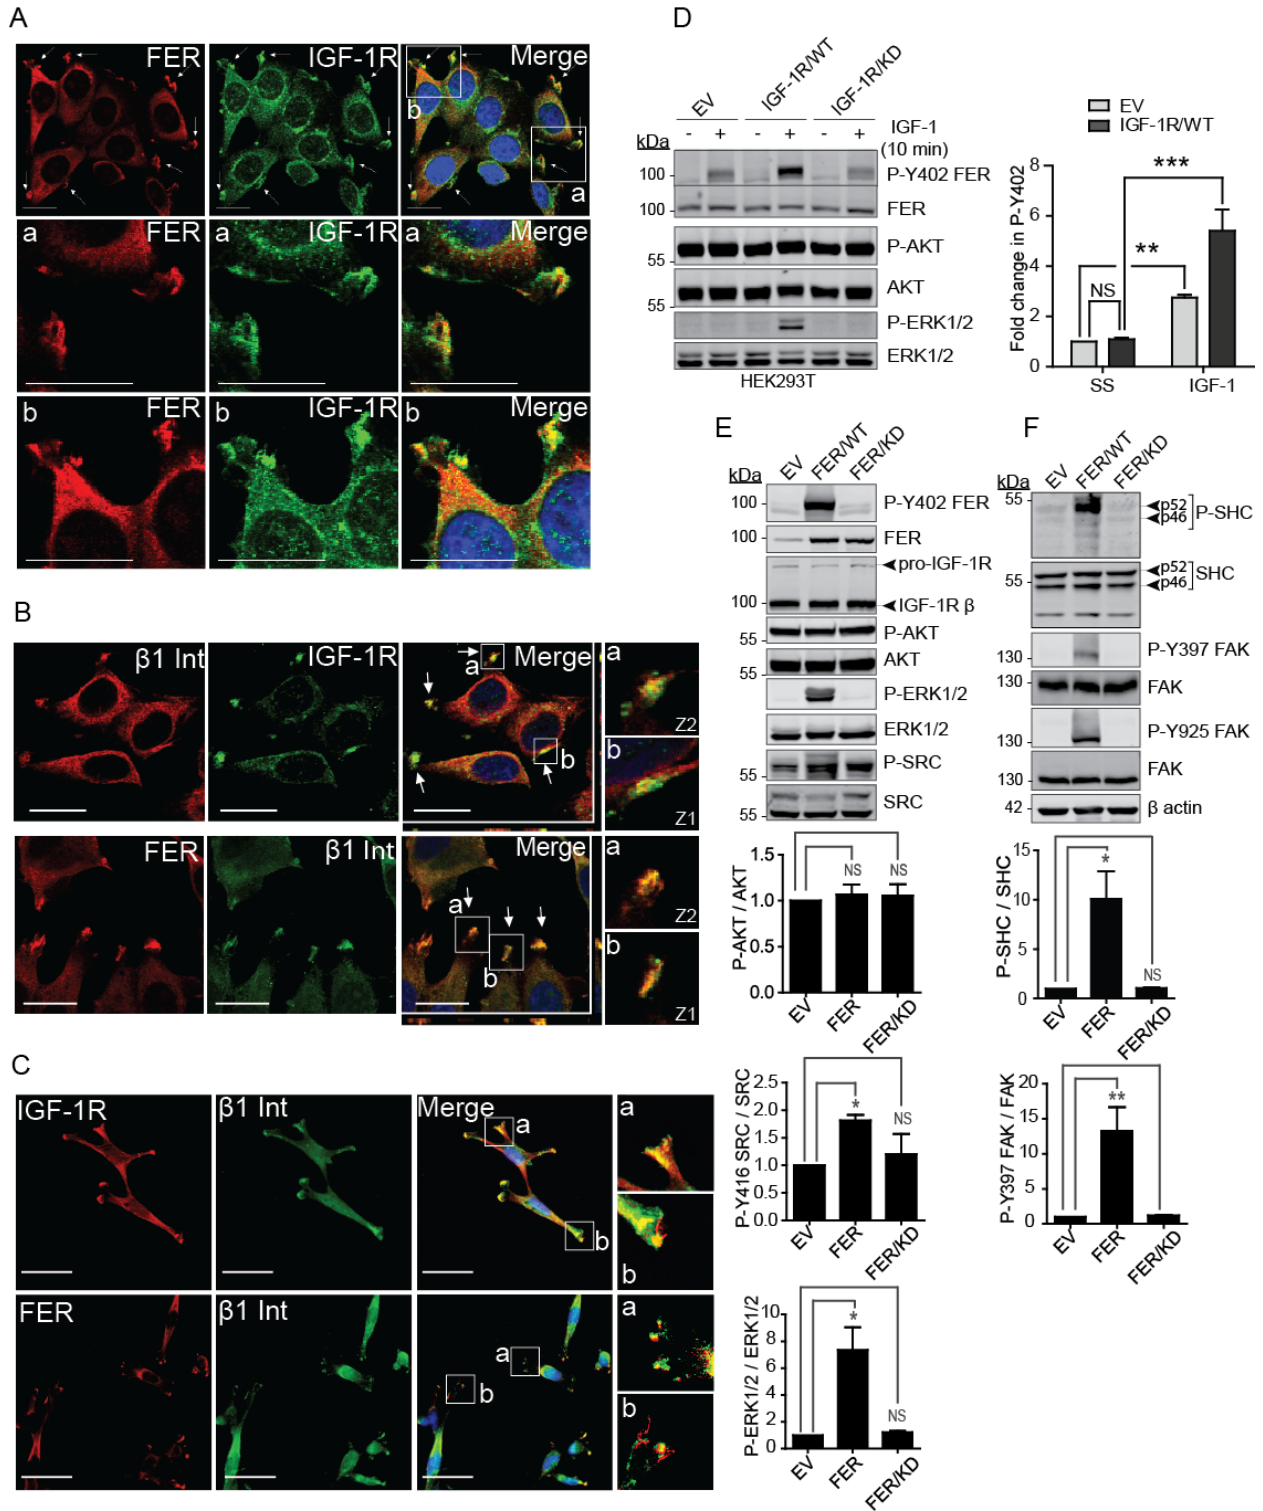 A
FER
IGF-1R
Merge
b
a
a
FER
a
IGF-1R
a
Merge
b
FER
b
IGF-1R
b
Merge
B
β1 Int
IGF-1R
Merge
a
b
a
Z2
b
Z1
FER
β1 Int
Merge
a
b
a
Z2
b
Z1
C
IGF-1R
β1 Int
Merge
a
b
a
b
FER
β1 Int
a
b
a
b
D
EV
IGF-1R/WT
IGF-1R/KD
kDa
- + - + - +
IGF-1
(10 min)
100
P-Y402 FER
100
FER
P-AKT
55
AKT
55
P-ERK1/2
ERK1/2
HEK293T
EV
IGF-1R/WT
Fold change in P-Y402
8
6
4
2
0
***
**
NS
SS
IGF-1
E
kDa
EV
FER/WT
FER/KD
100
P-Y402 FER
100
FER
pro-IGF-1R
100
IGF-1R β
P-AKT
55
AKT
55
P-ERK1/2
ERK1/2
P-SRC
55
SRC
55
P-AKT / AKT
1.5
1.0
0.5
0.0
NS
NS
EV
FER
FER/KD
P-Y416 SRC / SRC
2.5
2.0
1.5
1.0
0.5
0.0
*
NS
EV
FER
FER/KD
P-ERK1/2 / ERK1/2
10
8
6
4
2
0
*
NS
EV
FER
FER/KD
F
kDa
EV
FER/WT
FER/KD
55
p52
p46
P-SHC
p52
p46
SHC
55
130
P-Y397 FAK
130
FAK
P-Y925 FAK
130
130
FAK
42
β actin
P-SHC / SHC
15
10
5
0
*
NS
EV
FER
FER/KD
P-Y397 FAK / FAK
20
15
10
5
0
**
EV
FER
FER/KD